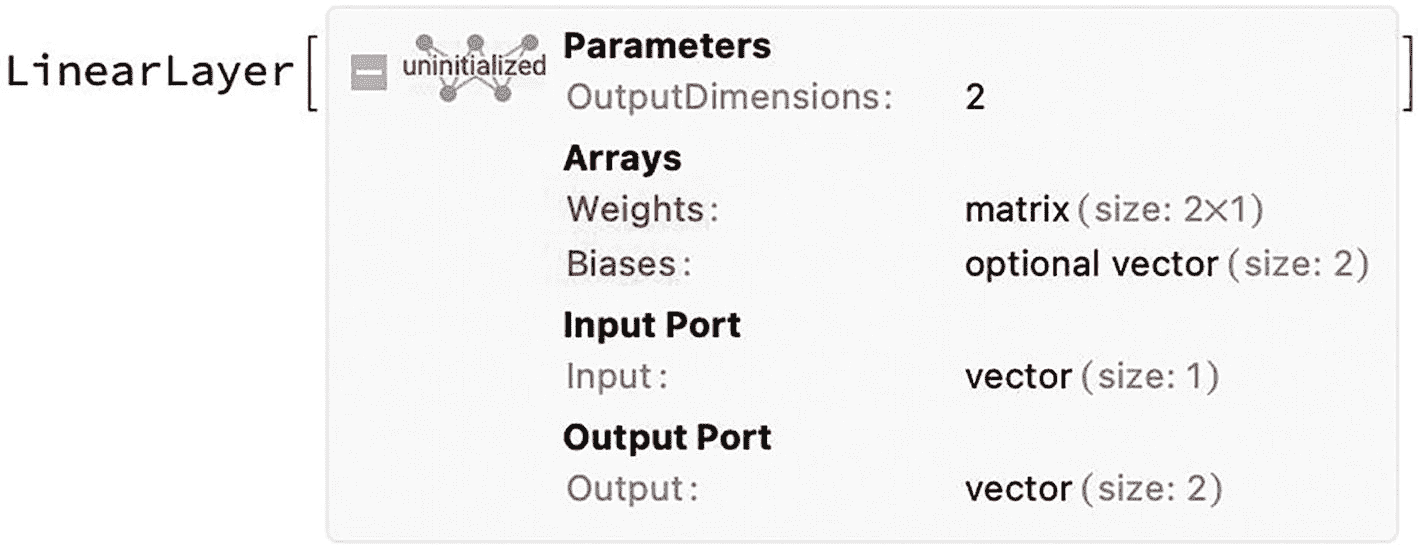 LinearLayer[ uninitialized Parameters ]
OutputDimensions: 2
Arrays
Weights: matrix (size: 2×1)
Biases: optional vector (size: 2)
Input Port
Input: vector (size: 1)
Output Port
Output: vector (size: 2)